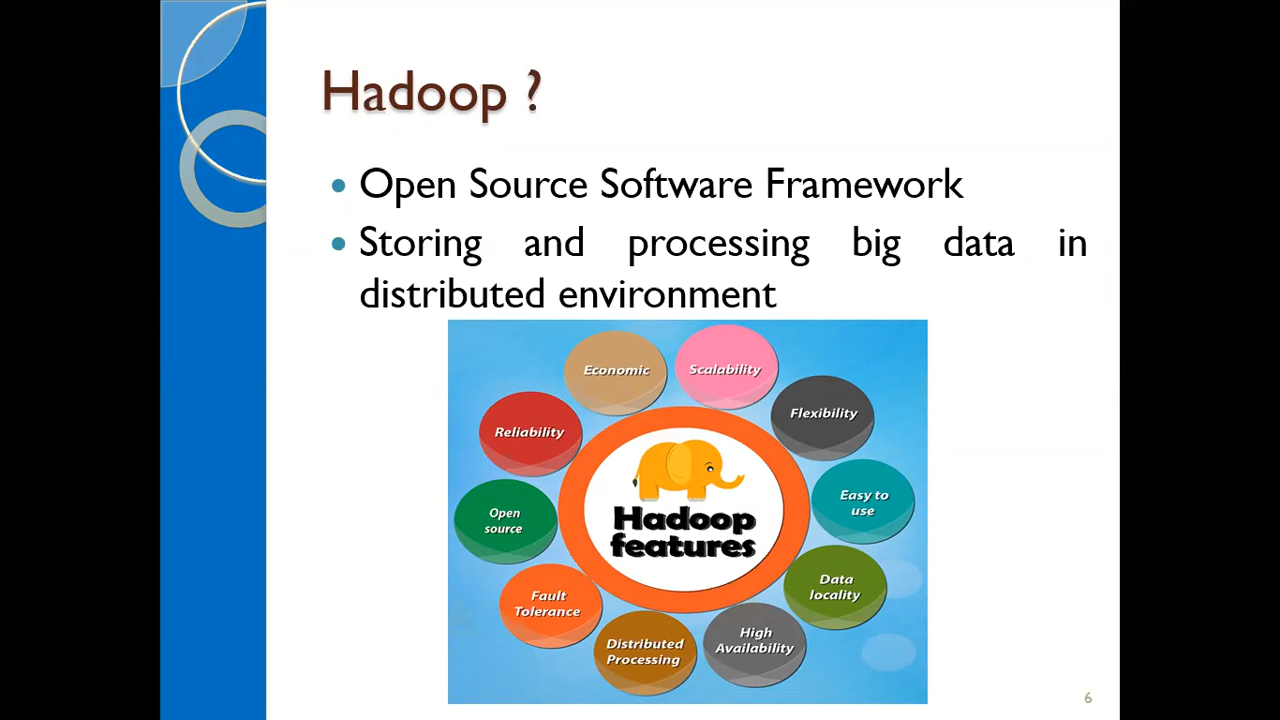 Hadoop ?
• Open Source Software Framework
• Storing and processing big data in
distributed environment
Economic
Scalability
Flexibility
Reliability
Easy to
use
Open
source
Hadoop
features
Data
locality
Fault
Tolerance
High
Availability
Distributed
Processing
6